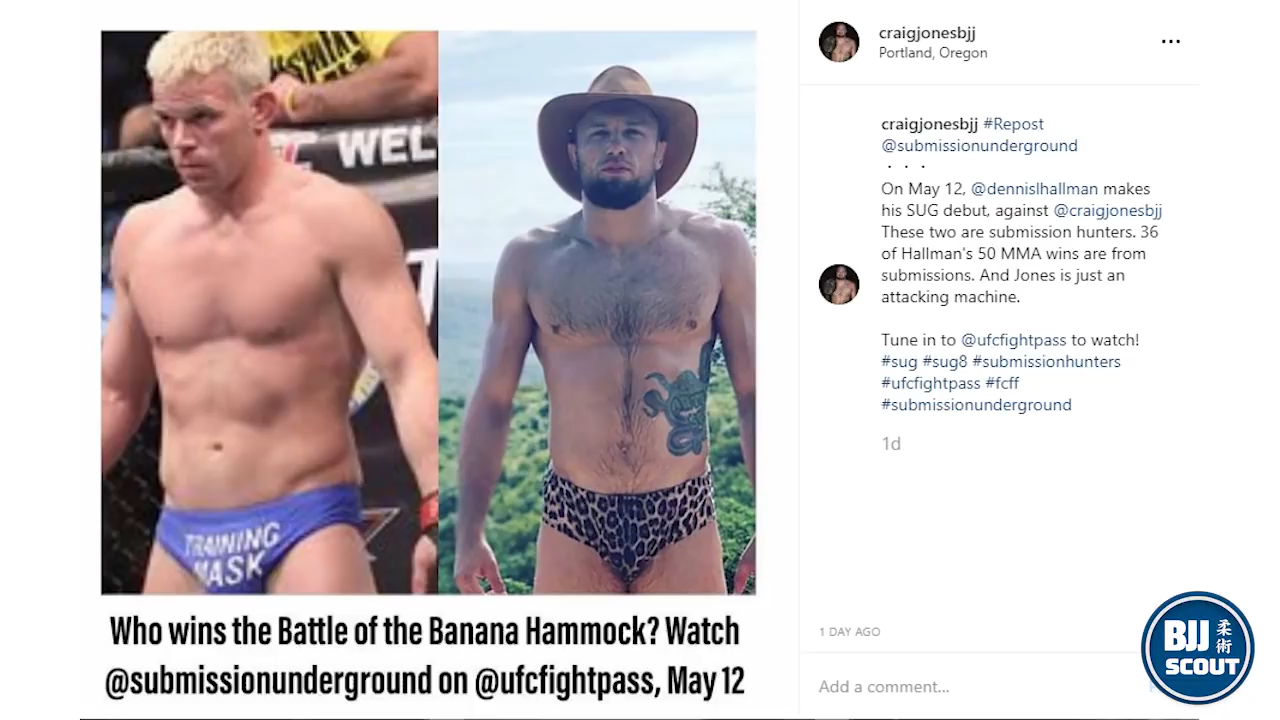 craigjonesbjj
Portland, Oregon
...
craigjonesbjj #Repost
@submissionunderground
. . .
On May 12, @dennislhallman makes
his SUG debut, against @craigjonesbjj
These two are submission hunters. 36
of Hallman's 50 MMA wins are from
submissions. And Jones is just an
attacking machine.
Tune in to @ufcfightpass to watch!
#sug #sug8 #submissionhunters
#ufcfightpass #fcff
#submissionunderground
1d
WEL
TRAINING
MASK
Who wins the Battle of the Banana Hammock? Watch
@submissionunderground on @ufcfightpass, May 12
1 DAY AGO
Add a comment...
BJJ 柔術
SCOUT